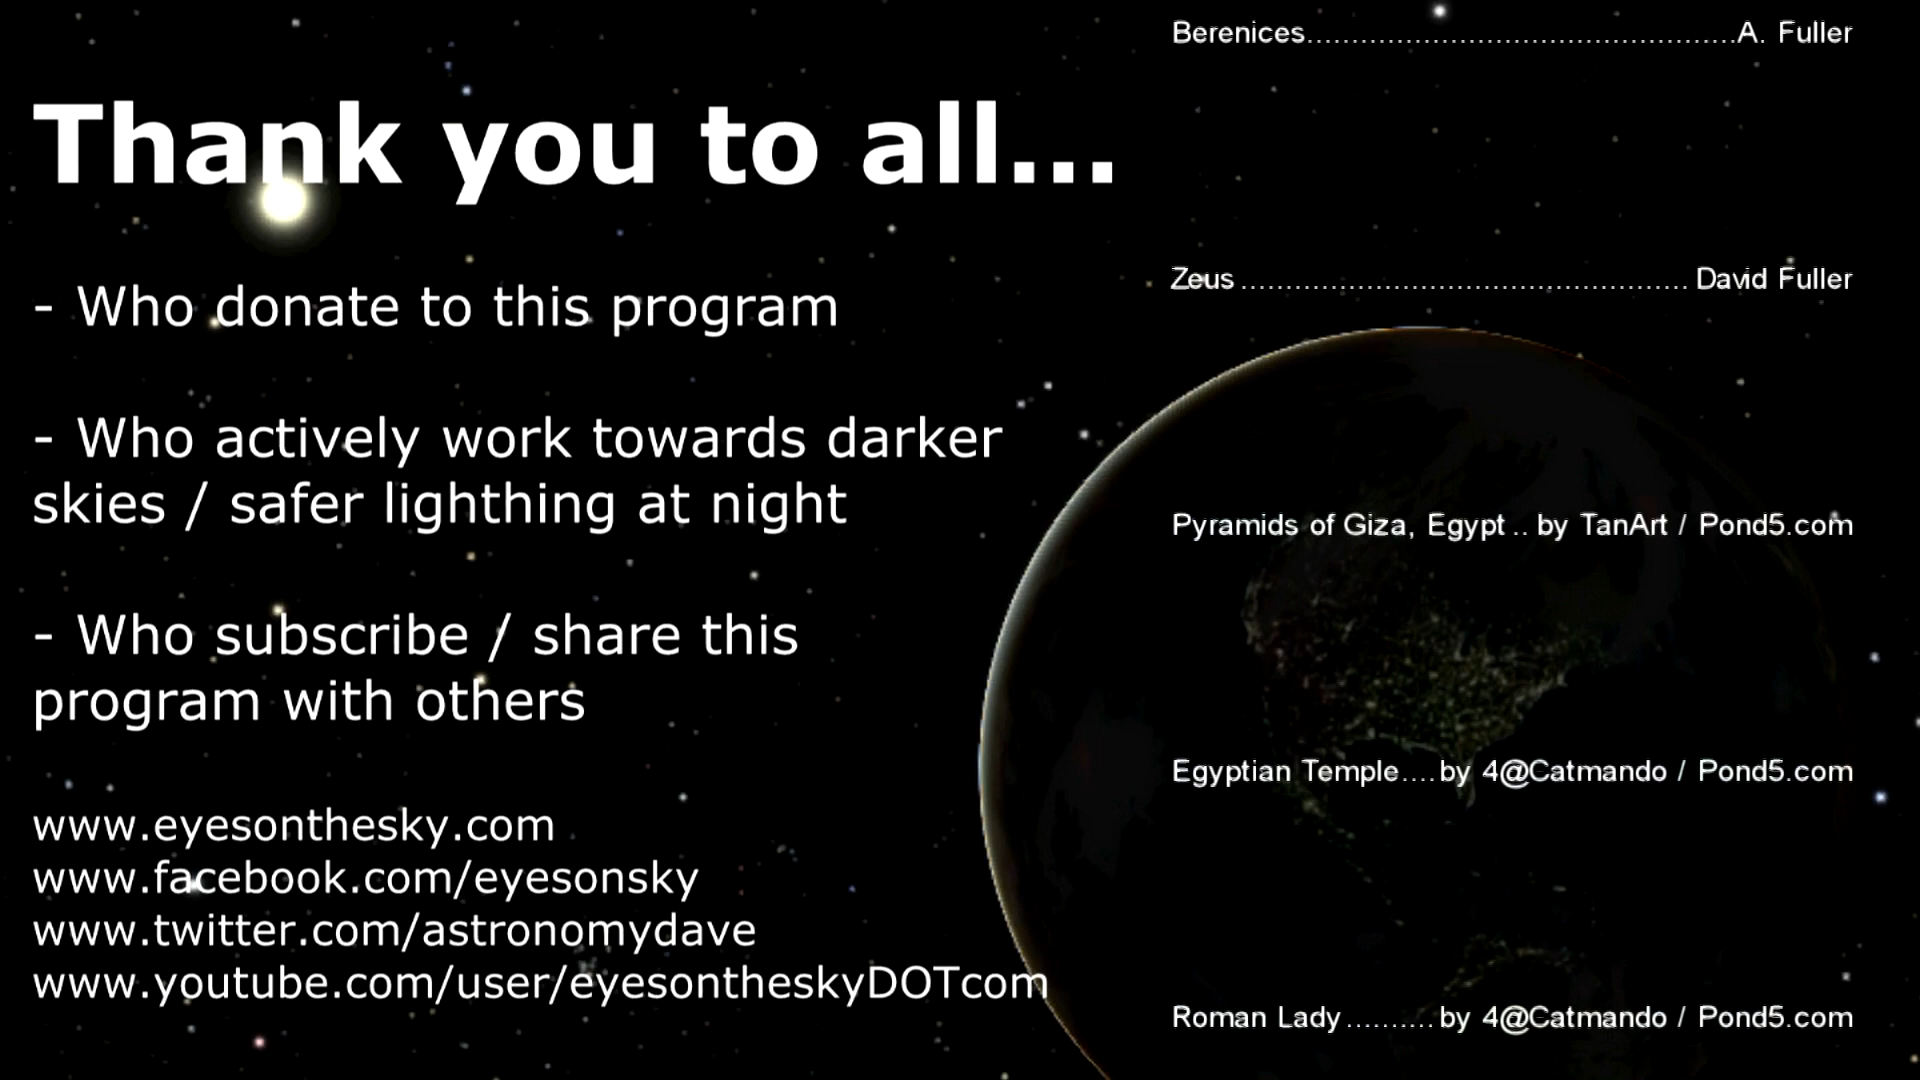 Thank you to all...
- Who donate to this program
- Who actively work towards darker
skies / safer lighthing at night
- Who subscribe / share this
program with others
www.eyesonthesky.com
www.facebook.com/eyesonsky
www.twitter.com/astronomydave
www.youtube.com/user/eyesontheskyDOTcom
Berenices................................................A. Fuller
Zeus.................................................. David Fuller
Pyramids of Giza, Egypt .. by TanArt / Pond5.com
Egyptian Temple....by 4@Catmando / Pond5.com
Roman Lady..........by 4@Catmando / Pond5.com